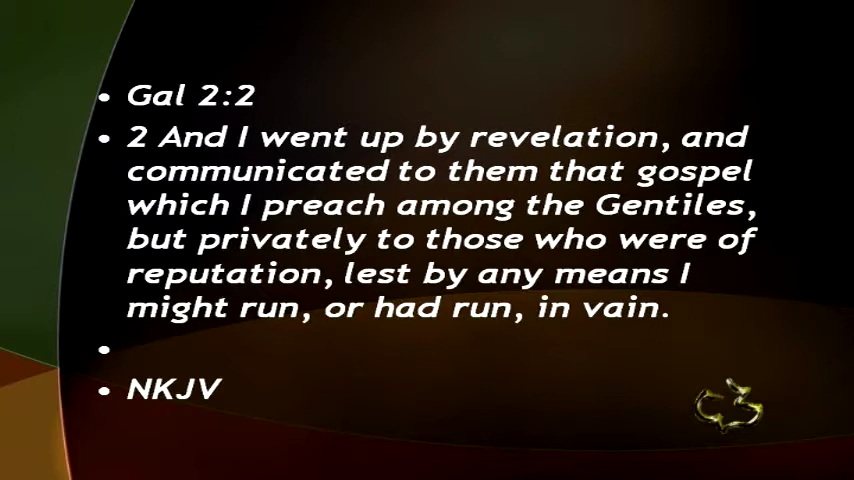 • Gal 2:2
• 2 And I went up by revelation, and
communicated to them that gospel
which I preach among the Gentiles,
but privately to those who were of
reputation, lest by any means I
might run, or had run, in vain.
•
• NKJV
C3